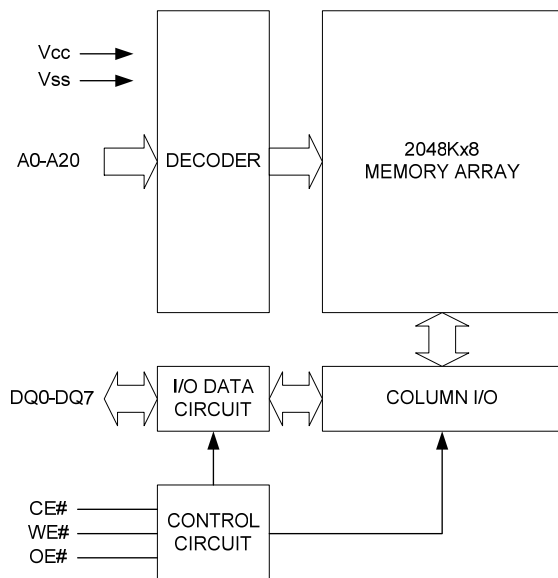 Vcc
Vss
A0-A20
DECODER
2048Kx8
MEMORY ARRAY
DQ0-DQ7
I/O DATA
CIRCUIT
COLUMN I/O
CE#
WE#
OE#
CONTROL
CIRCUIT